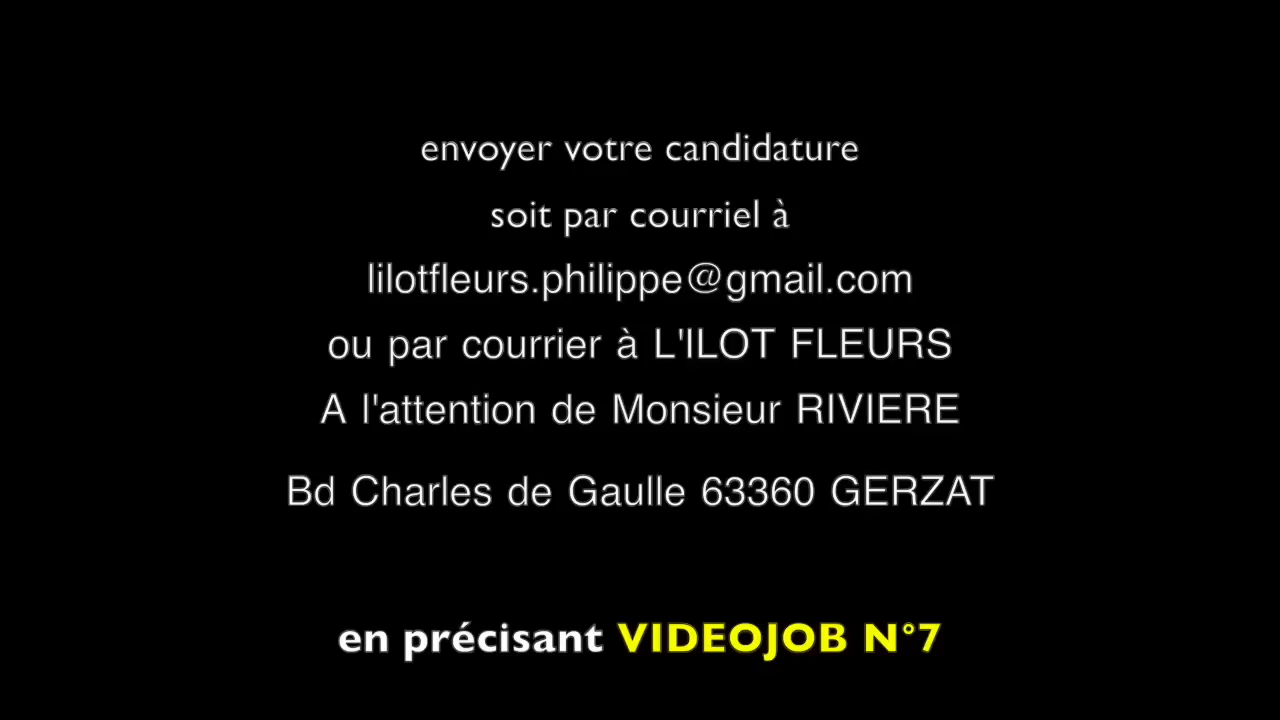 envoyer votre candidature
soit par courriel à
lilotfleurs.philippe@gmail.com
ou par courrier à L'ILOT FLEURS
A l'attention de Monsieur RIVIERE
Bd Charles de Gaulle 63360 GERZAT
en précisant VIDEOJOB N°7